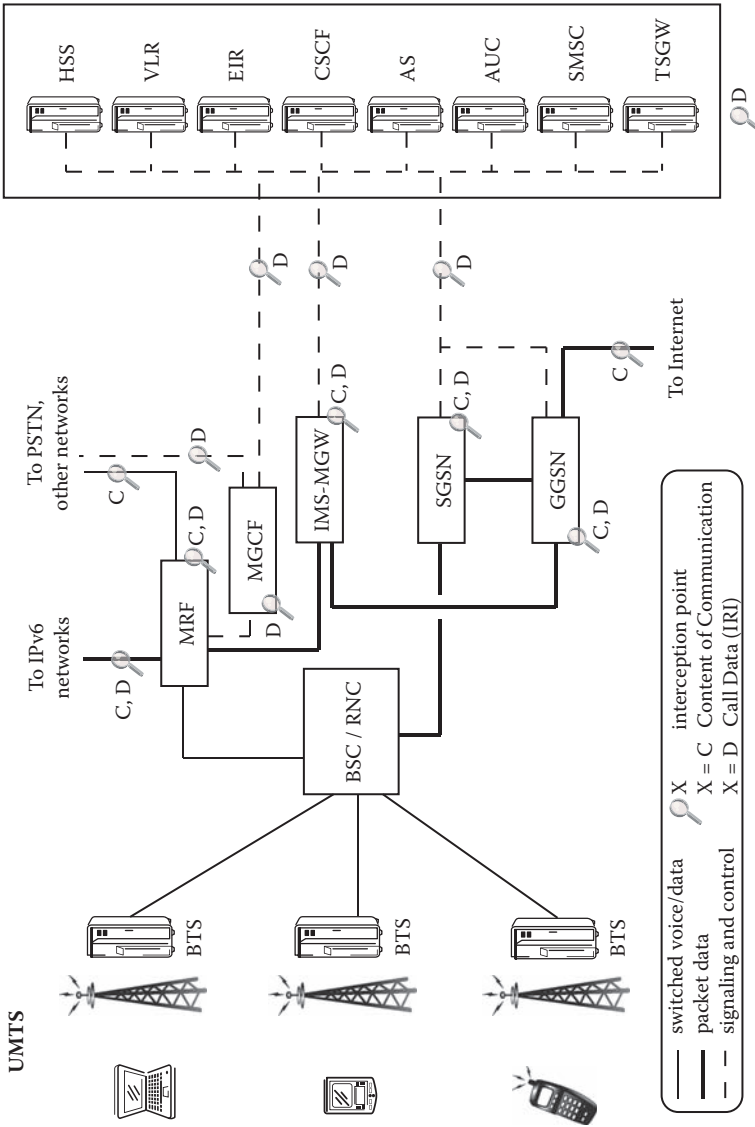 UMTS
BTS
BTS
BTS
BSC / RNC
To IPv6
networks
C, D
MRF
C, D
To PSTN,
other networks
C
D
MGCF
D
IMS-MGW
C, D
SGSN
C, D
GGSN
C, D
C
To Internet
D
D
D
HSS
VLR
EIR
CSCF
AS
AUC
SMSC
TSGW
D
switched voice/data
packet data
signaling and control
X interception point
X = C Content of Communication
X = D Call Data (IRI)